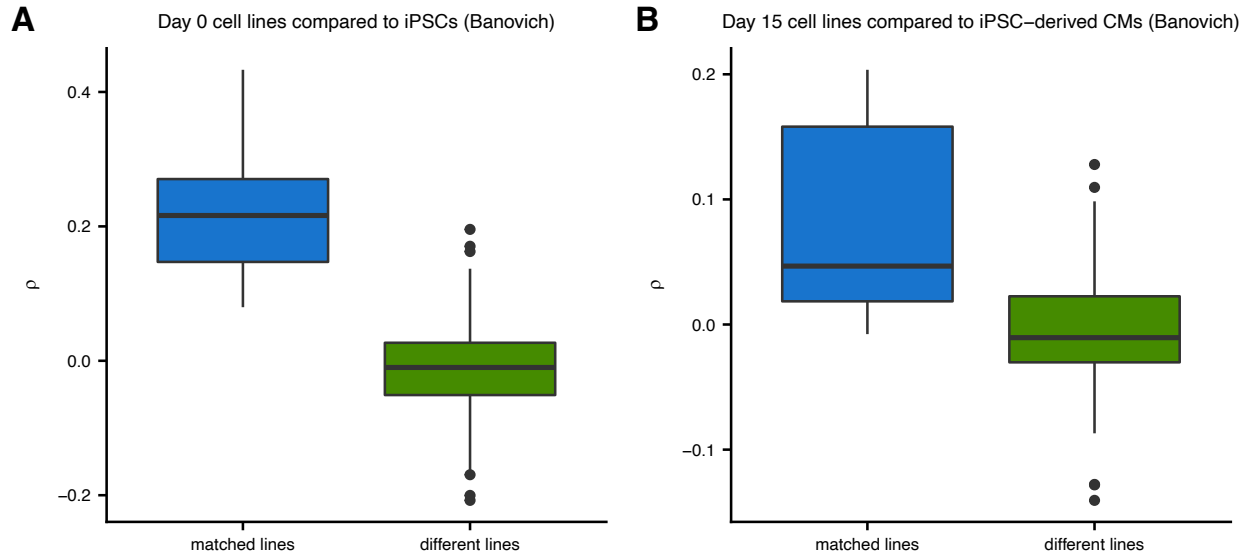 A
Day 0 cell lines compared to iPSCs (Banovich)
0.4
0.2
0.0
−0.2
ρ
matched lines
different lines
B
Day 15 cell lines compared to iPSC−derived CMs (Banovich)
0.2
0.1
0.0
−0.1
ρ
matched lines
different lines